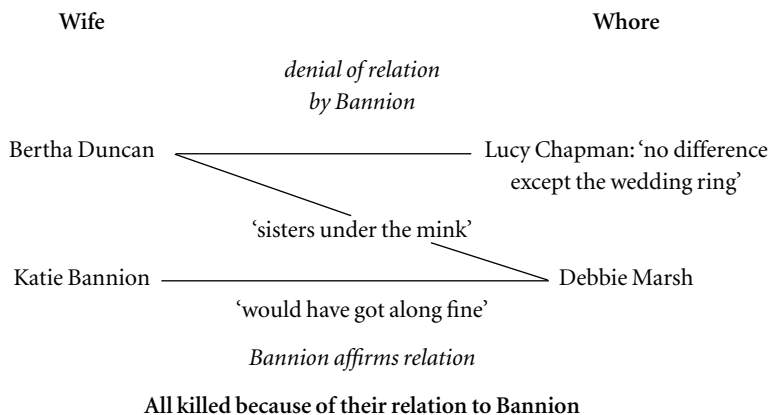 Wife Whore
denial of relation
by Bannion
Bertha Duncan Lucy Chapman: ‘no difference
except the wedding ring’
‘sisters under the mink’
Katie Bannion Debbie Marsh
‘would have got along fine’
Bannion affirms relation
All killed because of their relation to Bannion